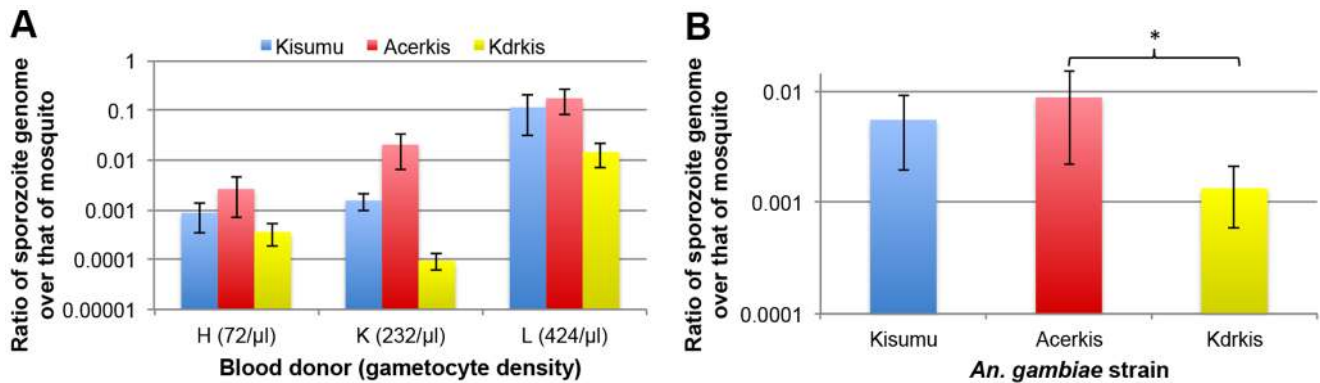 A
Kisumu Acerkis Kdrkis
Ratio of sporozoite genome
over that of mosquito
1
0.1
0.01
0.001
0.0001
0.00001
H (72/µl) K (232/µl) L (424/µl)
Blood donor (gametocyte density)
B
*
Ratio of sporozoite genome
over that of mosquito
0.01
0.001
0.0001
Kisumu Acerkis Kdrkis
An. gambiae strain